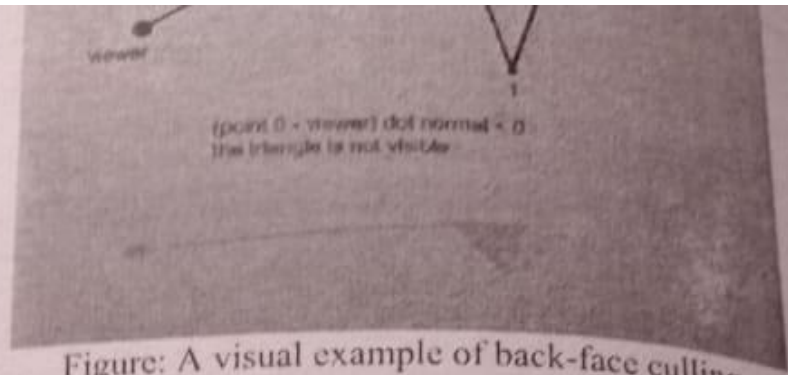 viewer
1
(point 0 - viewer) dot normal < 0
the triangle is not visible
Figure: A visual example of back-face culling